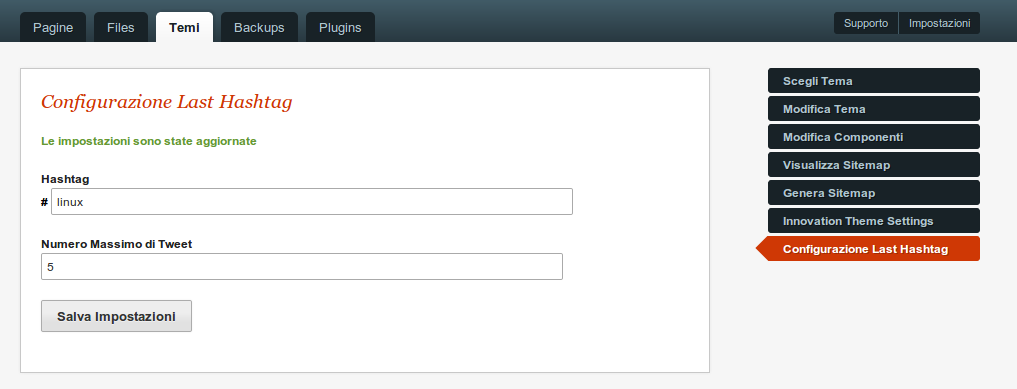 Pagine Files Temi Backups Plugins Supporto Impostazioni
Configurazione Last Hashtag
Le impostazioni sono state aggiornate
Hashtag
# linux
Numero Massimo di Tweet
5
Salva Impostazioni
Scegli Tema
Modifica Tema
Modifica Componenti
Visualizza Sitemap
Genera Sitemap
Innovation Theme Settings
Configurazione Last Hashtag